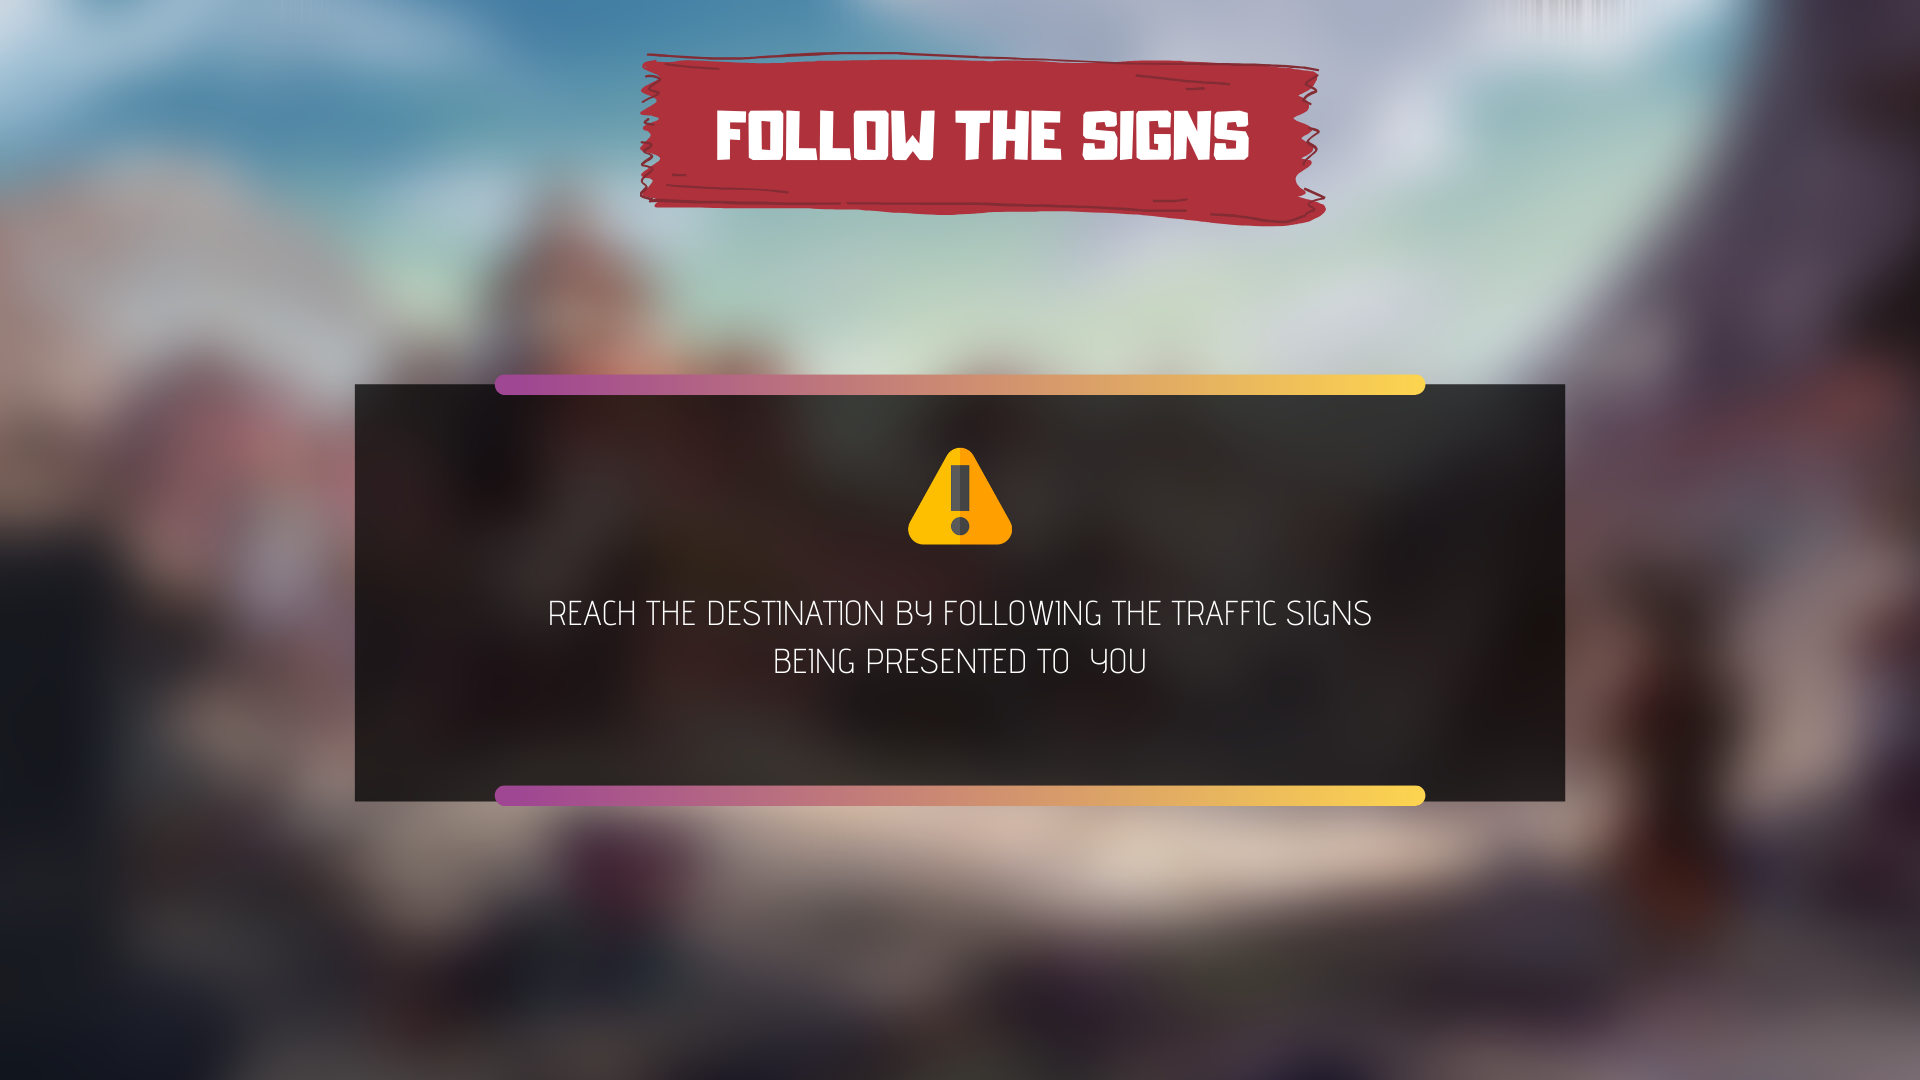 FOLLOW THE SIGNS
REACH THE DESTINATION BY FOLLOWING THE TRAFFIC SIGNS
BEING PRESENTED TO  YOU